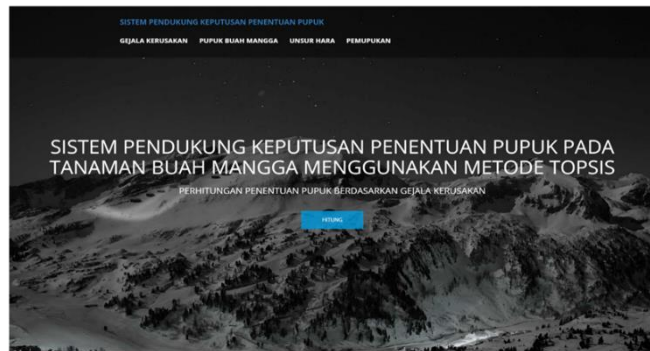 SISTEM PENDUKUNG KEPUTUSAN PENENTUAN PUPUK
GEJALA KERUSAKAN PUPUK BUAH MANGGA UNSUR HARA PEMUPUKAN
SISTEM PENDUKUNG KEPUTUSAN PENENTUAN PUPUK PADA
TANAMAN BUAH MANGGA MENGGUNAKAN METODE TOPSIS
PERHITUNGAN PENENTUAN PUPUK BERDASARKAN GEJALA KERUSAKAN
HITUNG